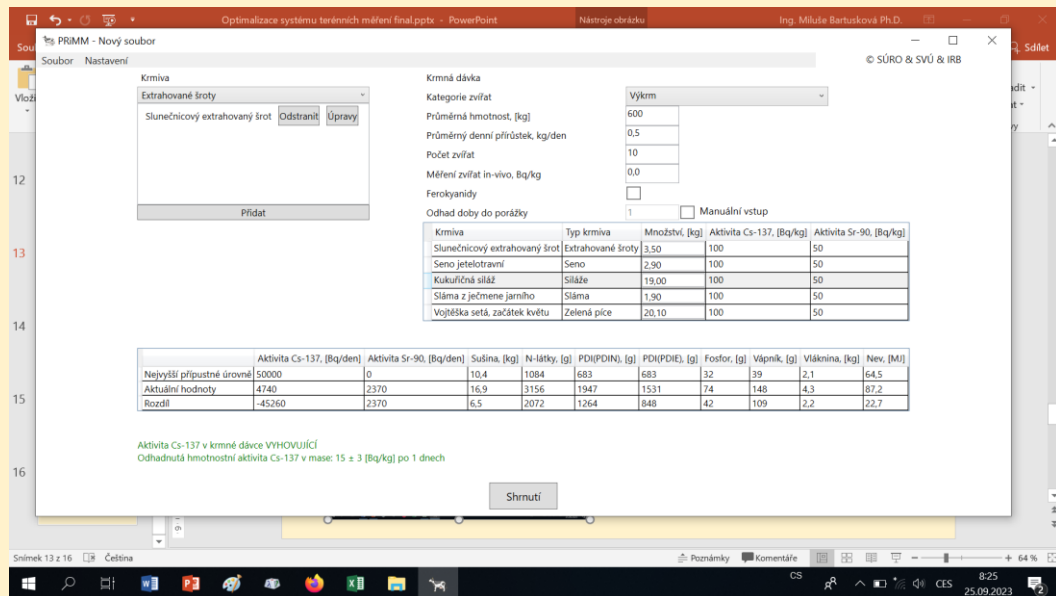 Optimalizace systému terénních měření final.pptx - PowerPoint
Nástroje obrázku
Ing. Miluše Bartusková Ph.D.
Sdílet
PRiMM - Nový soubor
Soubor Nastavení
© SÚRO & SVÚ & IRB
Krmiva
Extrahované šroty
Slunečnicový extrahovaný šrot Odstranit Úpravy
Přidat
Krmná dávka
Kategorie zvířat Výkrm
Průměrná hmotnost, [kg] 600
Průměrný denní přírůstek, kg/den 0,5
Počet zvířat 10
Měření zvířat in-vivo, Bq/kg 0,0
Ferokyanidy
Odhad doby do porážky 1 Manuální vstup
Krmiva Typ krmiva Množství, [kg] Aktivita Cs-137, [Bq/kg] Aktivita Sr-90, [Bq/kg]
Slunečnicový extrahovaný šrot Extrahované šroty 3,50 100 50
Seno jetelotravní Seno 2,90 100 50
Kukuřičná siláž Siláže 19,00 100 50
Sláma z ječmene jarního Sláma 1,90 100 50
Vojtěška setá, začátek květu Zelená píce 20,10 100 50
Aktivita Cs-137, [Bq/den] Aktivita Sr-90, [Bq/den] Sušina, [kg] N-látky, [g] PDI(PDIN), [g] PDI(PDIE), [g] Fosfor, [g] Vápník, [g] Vláknina, [kg] Nev, [MJ]
Nejvyšší přípustné úrovně 50000 0 10,4 1084 683 683 32 39 2,1 64,5
Aktuální hodnoty 4740 2370 16,9 3156 1947 1531 74 148 4,3 87,2
Rozdíl -45260 2370 6,5 2072 1264 848 42 109 2,2 22,7
Aktivita Cs-137 v krmné dávce VYHOVUJÍCÍ
Odhadnutá hmotnostní aktivita Cs-137 v mase: 15 ± 3 [Bq/kg] po 1 dnech
Shrnutí
12
13
14
15
16
Snímek 13 z 16 Čeština
Poznámky Komentáře 64 %
CS
CES
8:25
25.09.2023
2